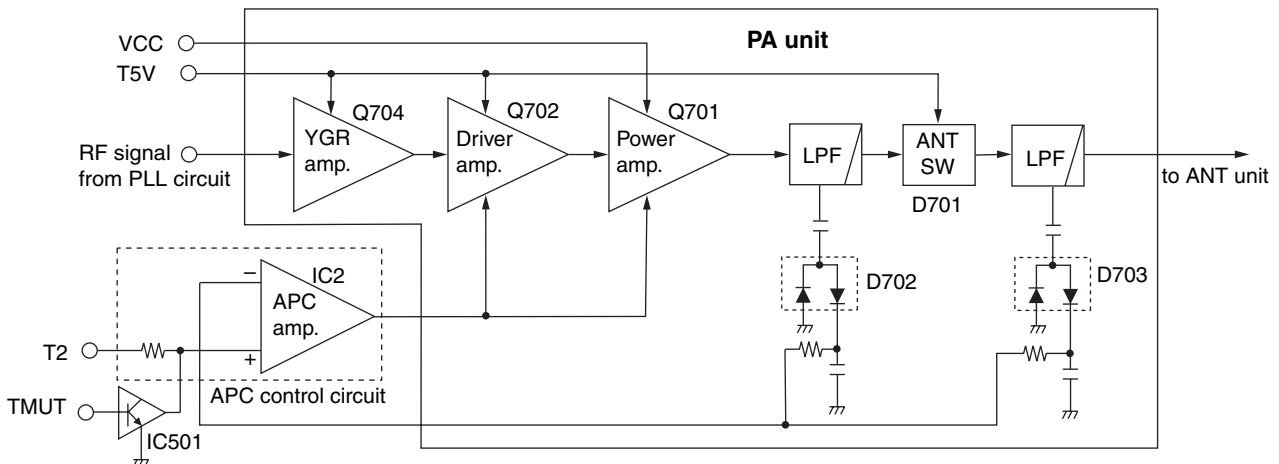 VCC
PA unit
T5V
Q704
Q702
Q701
YGR
amp.
Driver
amp.
Power
amp.
LPF
ANT
SW
LPF
RF signal
from PLL circuit
to ANT unit
D701
IC2
APC
amp.
−
+
D702
D703
T2
APC control circuit
TMUT
IC501